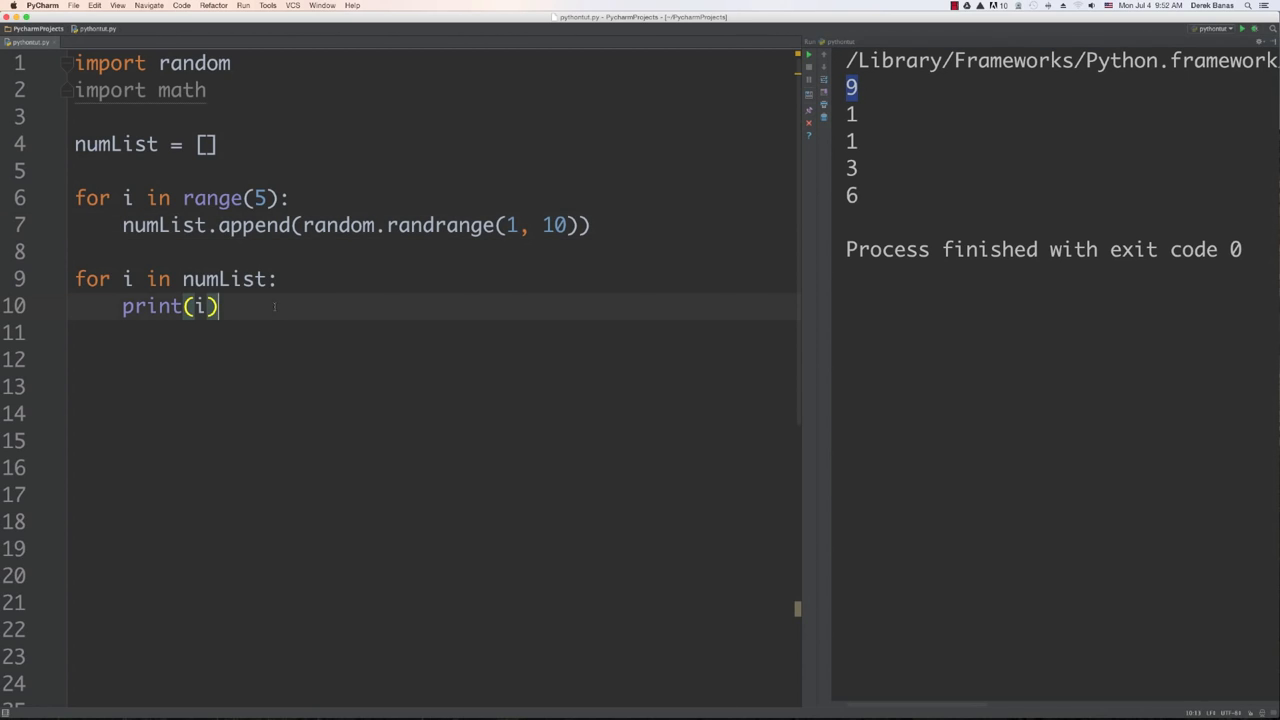 PyCharm File Edit View Navigate Code Refactor Run Tools VCS Window Help
10 Mon Jul 4 9:52 AM Derek Banas
pythontut.py - PycharmProjects - [~/PycharmProjects]
PycharmProjects pythontut.py
pythontut
pythontut.py
Run pythontut
1 import random
2 import math
3
4 numList = []
5
6 for i in range(5):
7 numList.append(random.randrange(1, 10))
8
9 for i in numList:
10 print(i)
11
12
13
14
15
16
17
18
19
20
21
22
23
24
/Library/Frameworks/Python.framework
9
1
1
3
6
Process finished with exit code 0
10:13 LF‡ UTF-8‡